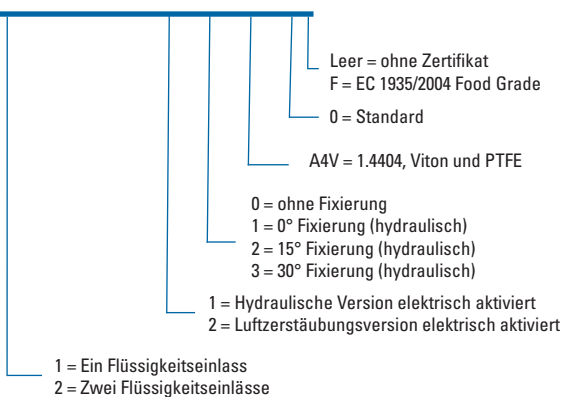 Leer = ohne Zertifikat
F = EC 1935/2004 Food Grade
0 = Standard
A4V = 1.4404, Viton und PTFE
0 = ohne Fixierung
1 = 0° Fixierung (hydraulisch)
2 = 15° Fixierung (hydraulisch)
3 = 30° Fixierung (hydraulisch)
1 = Hydraulische Version elektrisch aktiviert
2 = Luftzerstäubungsversion elektrisch aktiviert
1 = Ein Flüssigkeitseinlass
2 = Zwei Flüssigkeitseinlässe